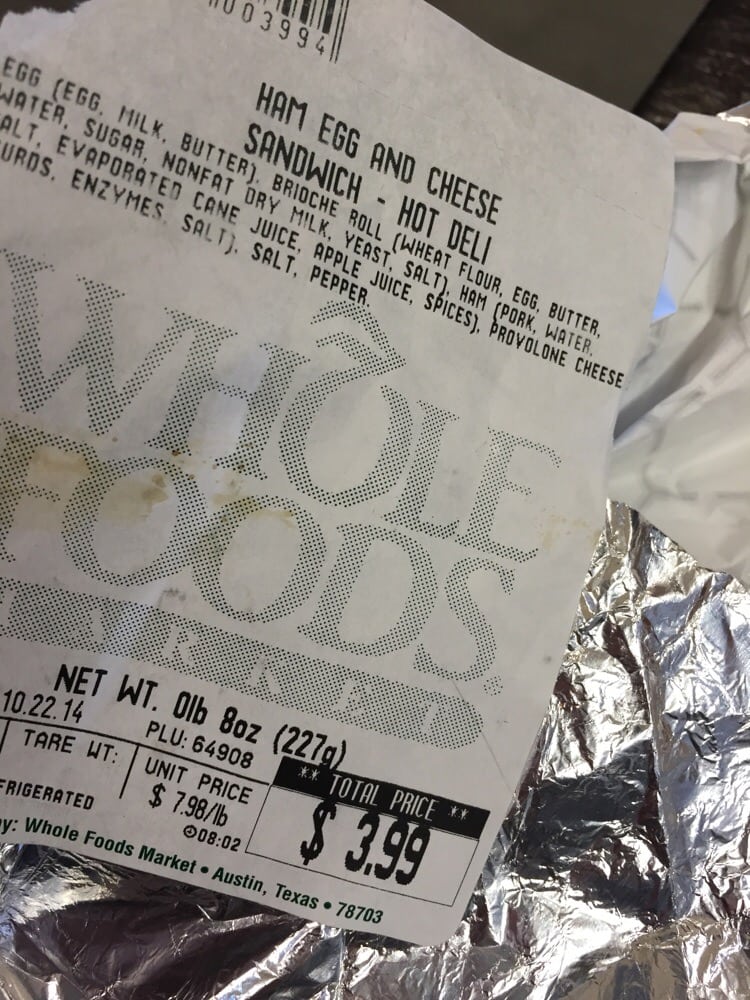 003994
HAM EGG AND CHEESE
SANDWICH - HOT DELI
EGG (EGG, MILK, BUTTER), BRIOCHE ROLL (WHEAT FLOUR, EGG, BUTTER,
WATER, SUGAR, NONFAT DRY MILK, YEAST, SALT), HAM (PORK, WATER,
ALT, EVAPORATED CANE JUICE, APPLE JUICE, SPICES), PROVOLONE CHEESE
URDS, ENZYMES, SALT), SALT, PEPPER
WHOLE
FOODS
MARKET
NET WT. 0lb 8oz (227g)
10.22.14
PLU: 64908
TARE WT:
UNIT PRICE
$ 7.98/lb
** TOTAL PRICE **
$ 3.99
FRIGERATED
08:02
by: Whole Foods Market • Austin, Texas • 78703